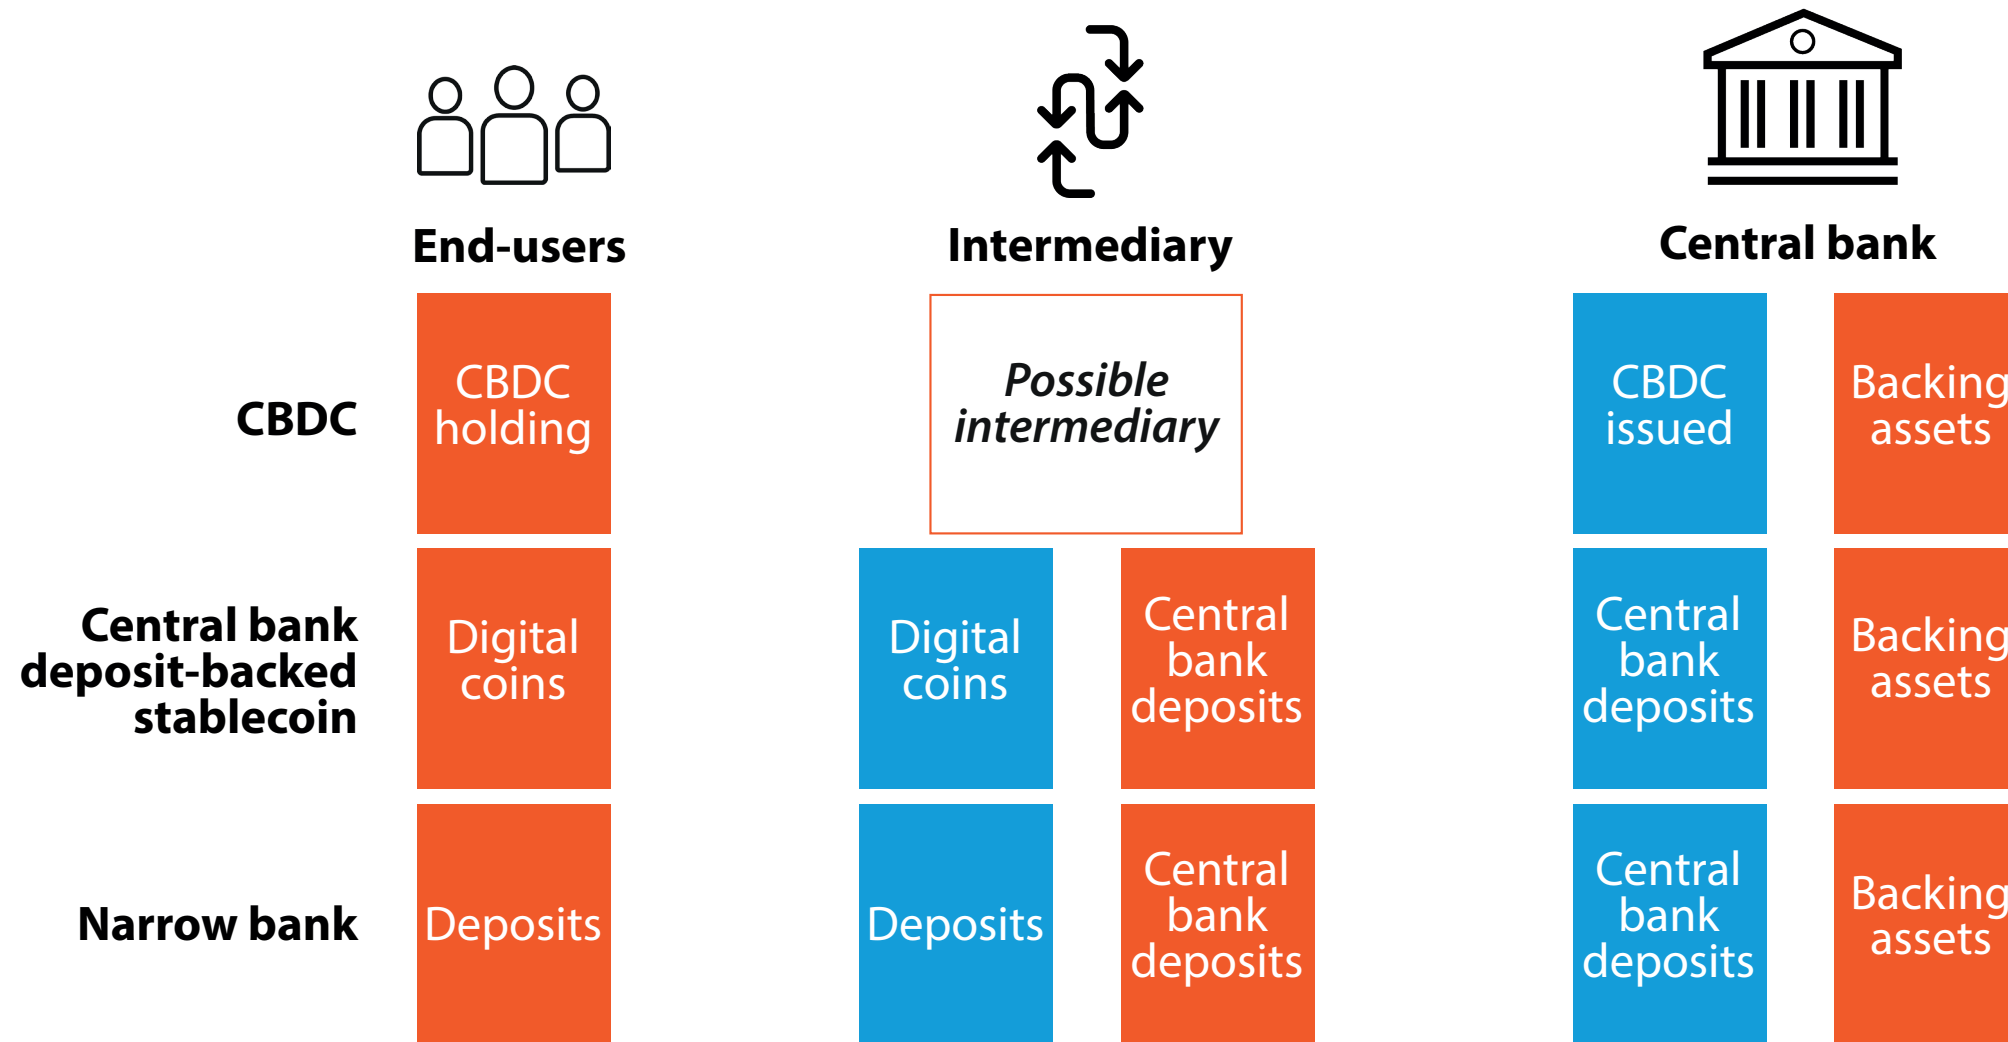 End-users
Intermediary
Central bank
CBDC
CBDC
holding
Possible
intermediary
CBDC
issued
Backing
assets
Central bank
deposit-backed
stablecoin
Digital
coins
Digital
coins
Central
bank
deposits
Central
bank
deposits
Backing
assets
Narrow bank
Deposits
Deposits
Central
bank
deposits
Central
bank
deposits
Backing
assets